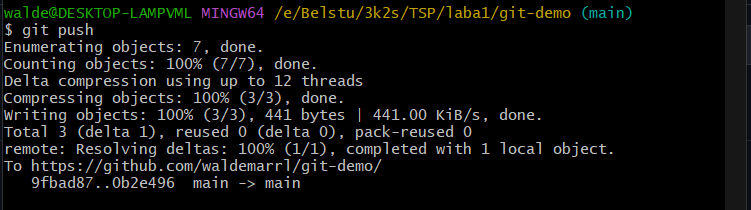 walde@DESKTOP-LAMPVML MINGW64 /e/Belstu/3k2s/TSP/laba1/git-demo (main)
$ git push
Enumerating objects: 7, done.
Counting objects: 100% (7/7), done.
Delta compression using up to 12 threads
Compressing objects: 100% (3/3), done.
Writing objects: 100% (3/3), 441 bytes | 441.00 KiB/s, done.
Total 3 (delta 1), reused 0 (delta 0), pack-reused 0
remote: Resolving deltas: 100% (1/1), completed with 1 local object.
To https://github.com/waldemarrl/git-demo/
   9fbad87..0b2e496  main -> main